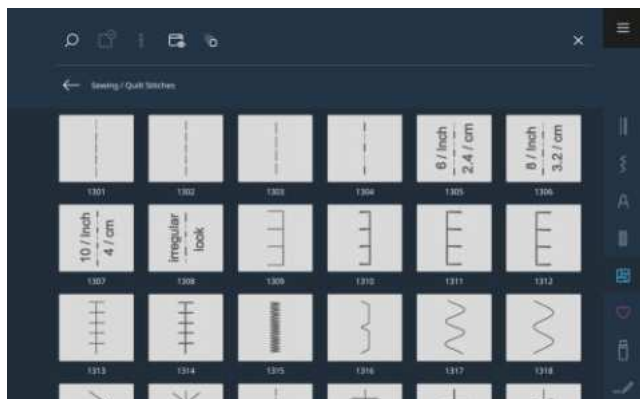 Sewing / Quilt Stitches
6 / Inch
2.4 / cm
8 / Inch
3.2 / cm
1301 1302 1303 1304 1305 1306
10 / Inch
4 / cm
irregular
look
1307 1308 1309 1310 1311 1312
1313 1314 1315 1316 1317 1318